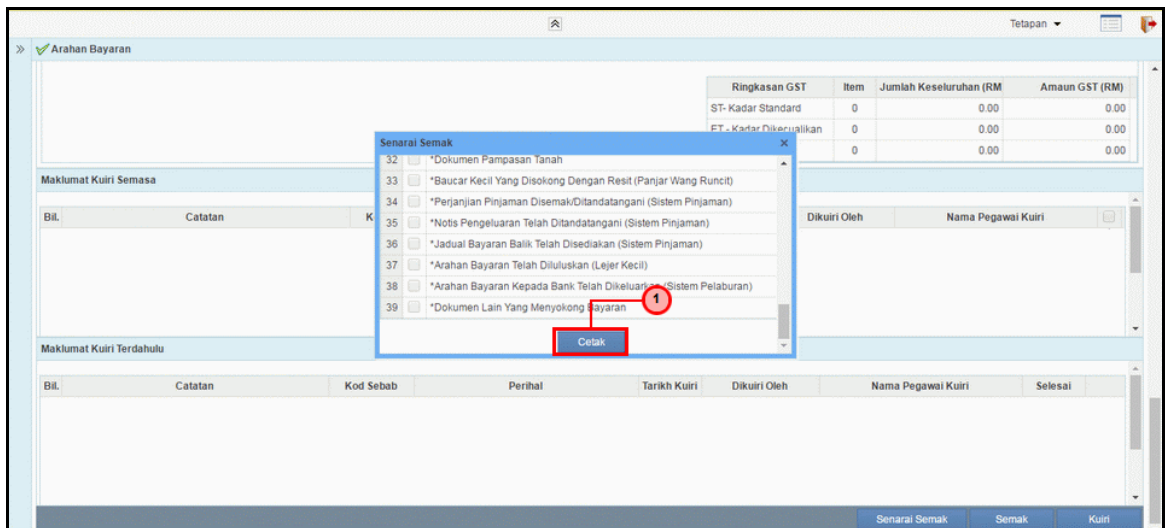 Tetapan
Arahan Bayaran
Ringkasan GST Item Jumlah Keseluruhan (RM Amaun GST (RM)
ST- Kadar Standard 0 0.00 0.00
ET - Kadar Dikecualikan 0 0.00 0.00
0 0.00 0.00
Senarai Semak
32 *Dokumen Pampasan Tanah
33 *Baucar Kecil Yang Disokong Dengan Resit (Panjar Wang Runcit)
34 *Perjanjian Pinjaman Disemak/Ditandatangani (Sistem Pinjaman)
35 *Notis Pengeluaran Telah Ditandatangani (Sistem Pinjaman)
36 *Jadual Bayaran Balik Telah Disediakan (Sistem Pinjaman)
37 *Arahan Bayaran Telah Diluluskan (Lejer Kecil)
38 *Arahan Bayaran Kepada Bank Telah Dikeluarkan (Sistem Pelaburan)
39 *Dokumen Lain Yang Menyokong Bayaran
1
Cetak
Maklumat Kuiri Semasa
Bil. Catatan K Dikuiri Oleh Nama Pegawai Kuiri
Maklumat Kuiri Terdahulu
Bil. Catatan Kod Sebab Perihal Tarikh Kuiri Dikuiri Oleh Nama Pegawai Kuiri Selesai
Senarai Semak Semak Kuiri